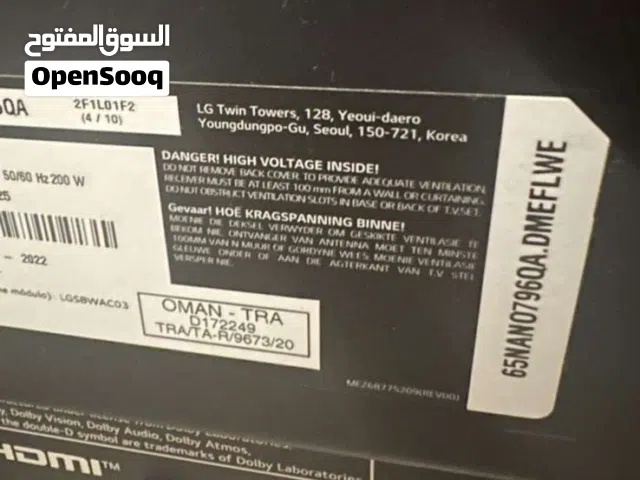 السوق المفتوح
OpenSooq
QA
2F1L01F2
(4 / 10)
LG Twin Towers, 128, Yeoui-daero
Youngdungpo-Gu, Seoul, 150-721, Korea
50/60 Hz 200 W
25
- 2022
LGSBWAC03
OMAN - TRA
D172249
TRA/TA-R/9673/20
DANGER! HIGH VOLTAGE INSIDE!
DO NOT REMOVE BACK COVER TO PROVIDE ADEQUATE VENTILATION,
RECEIVER MUST BE AT LEAST 100 mm FROM A WALL OR CURTAINING.
DO NOT OBSTRUCT VENTILATION SLOTS IN BASE OR BACK OF T.V.SET.
Gevaar! HOË KRAGSPANNING BINNE!
MOENIE DIE DEKSEL VERWYDER OM GESKIKTE VENTILASIE TE
BEKOM NIE. ONTVANGER VAN ANTENNA MOET TEN MINSTE
100MM VAN N MUUR OF GORDYNE WEES MOENIE VENTILASIE
GLEUWE ONDER OF AAN DIE AGTERKANT VAN T.V STEL
VERSPER NIE.
65NANO796QA.DMEFLWE
Dolby Vision, Dolby Audio, Dolby Atmos,
the double-D symbol are trademarks of Dolby Laboratories
HDMI™